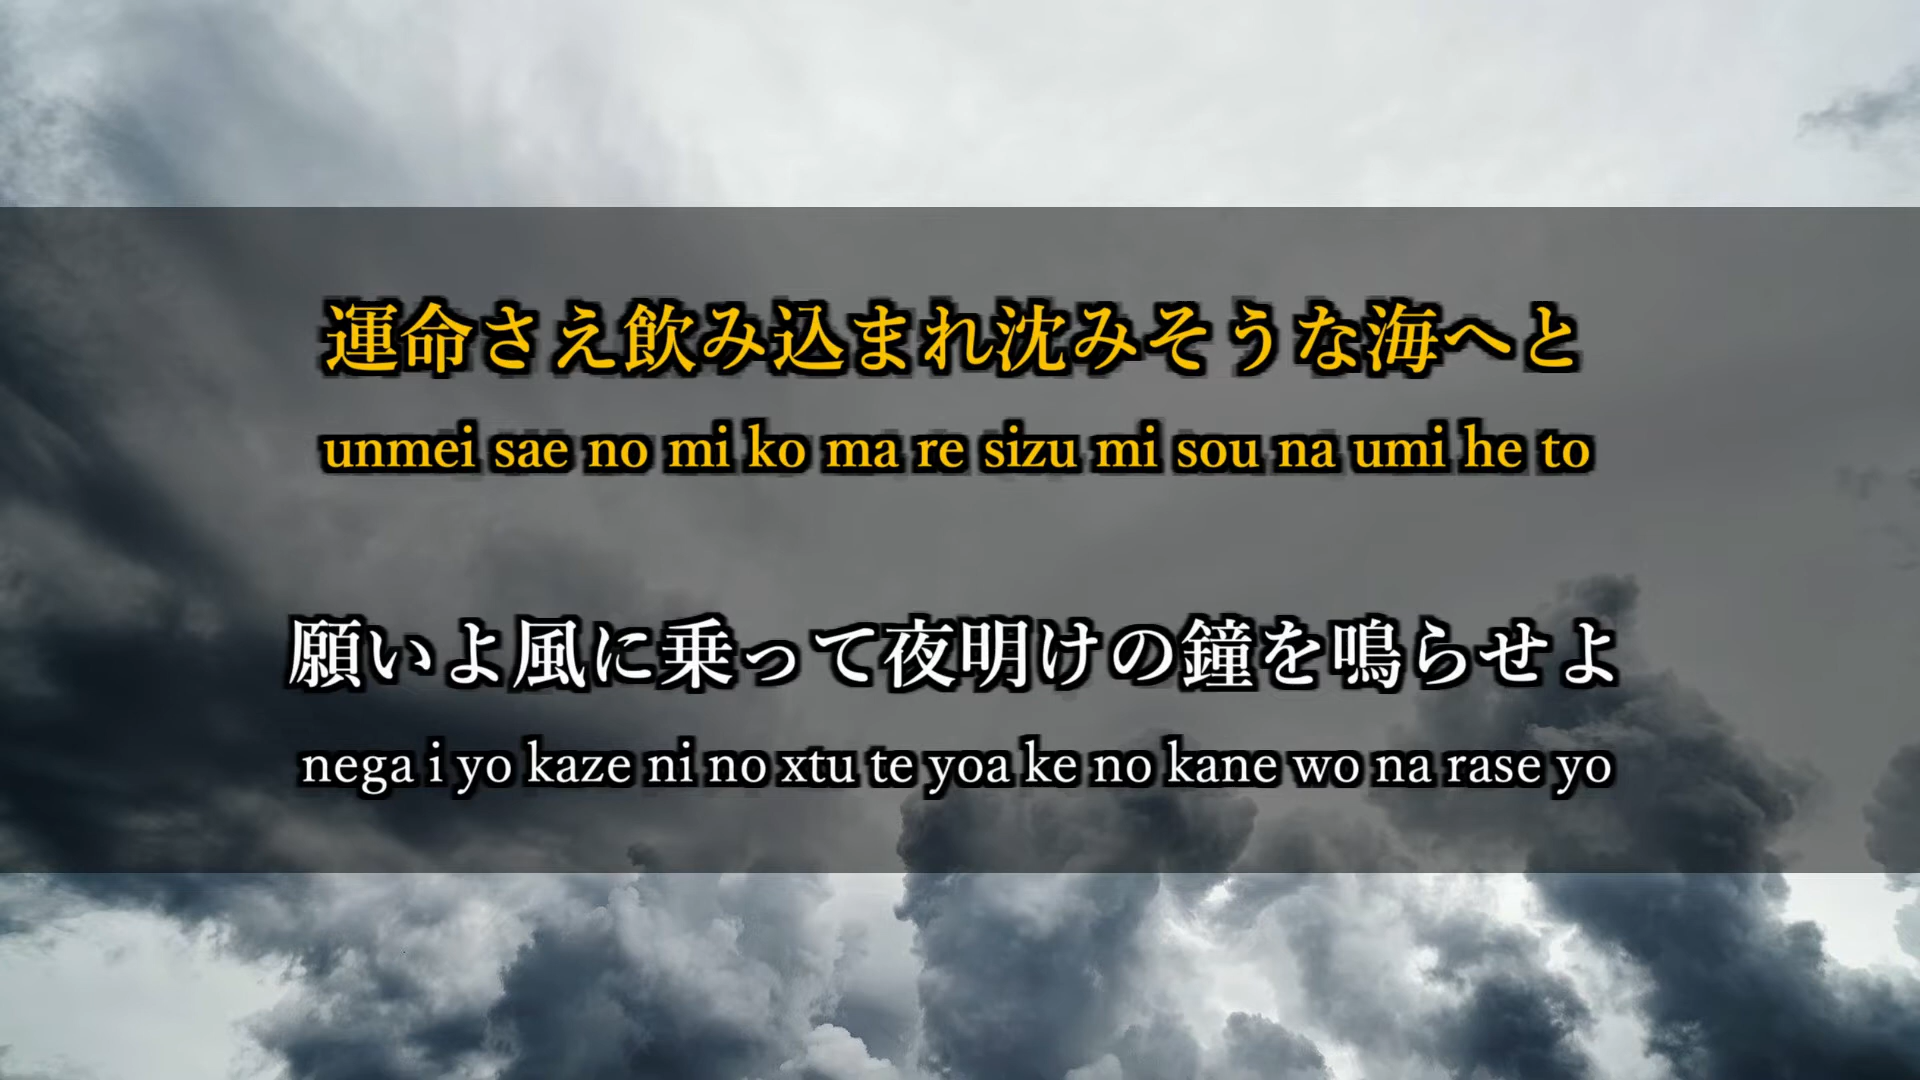 運命さえ飲み込まれ沈みそうな海へと
unmei sae no mi ko ma re sizu mi sou na umi he to
願いよ風に乗って夜明けの鐘を鳴らせよ
nega i yo kaze ni no xtu te yoa ke no kane wo na rase yo